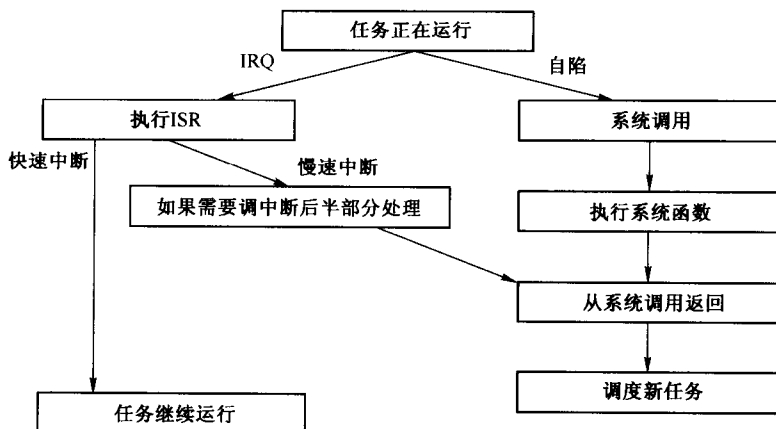 任务正在运行
IRQ
自陷
执行ISR
系统调用
快速中断
慢速中断
如果需要调中断后半部分处理
执行系统函数
从系统调用返回
调度新任务
任务继续运行